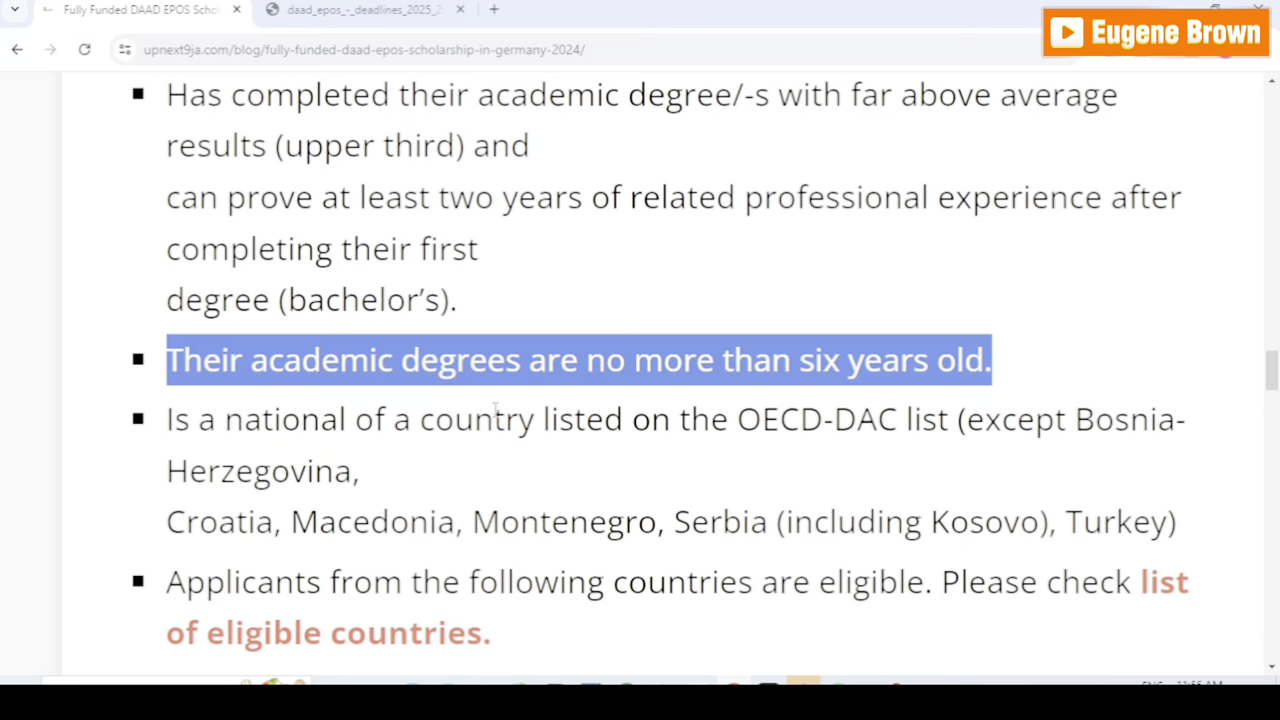 Fully Funded DAAD EPOS Schol
daad_epos_-_deadlines_2025_2
Eugene Brown
upnext9ja.com/blog/fully-funded-daad-epos-scholarship-in-germany-2024/
Has completed their academic degree/-s with far above average
results (upper third) and
can prove at least two years of related professional experience after
completing their first
degree (bachelor’s).
Their academic degrees are no more than six years old.
Is a national of a country listed on the OECD-DAC list (except Bosnia-
Herzegovina,
Croatia, Macedonia, Montenegro, Serbia (including Kosovo), Turkey)
Applicants from the following countries are eligible. Please check list
of eligible countries.